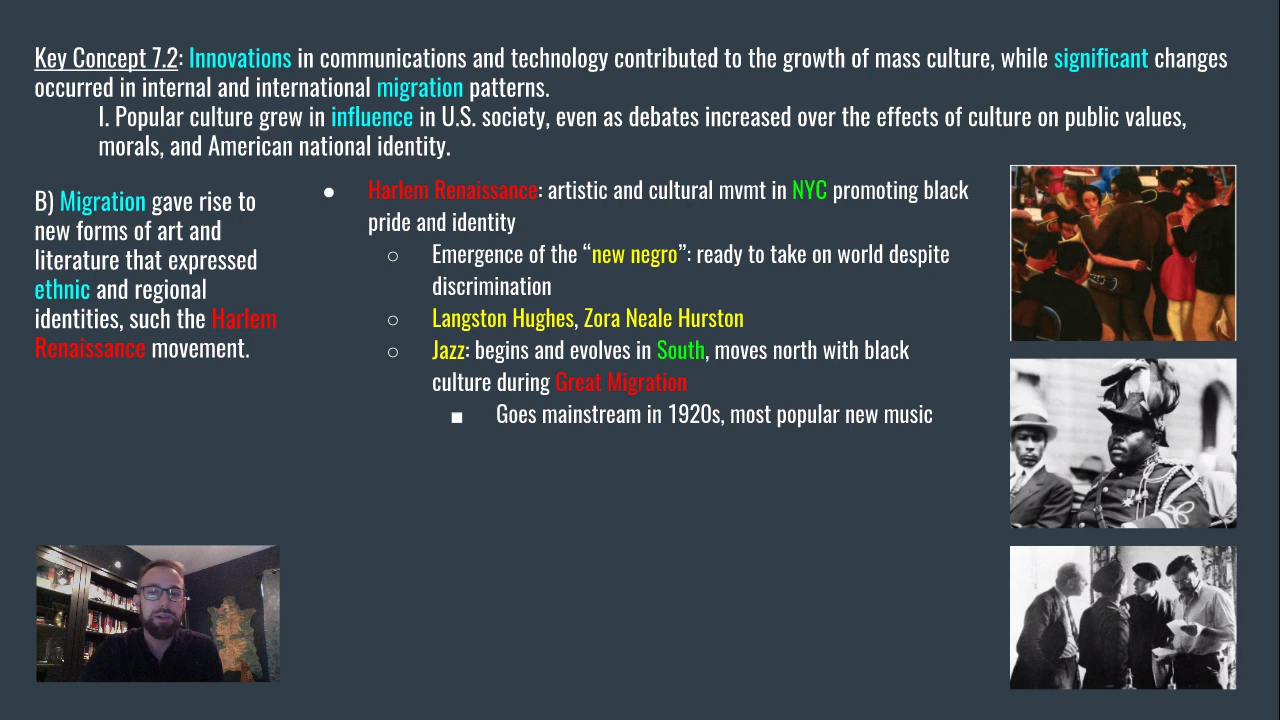 Key Concept 7.2: Innovations in communications and technology contributed to the growth of mass culture, while significant changes
occurred in internal and international migration patterns.
I. Popular culture grew in influence in U.S. society, even as debates increased over the effects of culture on public values,
morals, and American national identity.
B) Migration gave rise to
new forms of art and
literature that expressed
ethnic and regional
identities, such the Harlem
Renaissance movement.
● Harlem Renaissance: artistic and cultural mvmt in NYC promoting black
pride and identity
○ Emergence of the “new negro”: ready to take on world despite
discrimination
○ Langston Hughes, Zora Neale Hurston
○ Jazz: begins and evolves in South, moves north with black
culture during Great Migration
■ Goes mainstream in 1920s, most popular new music